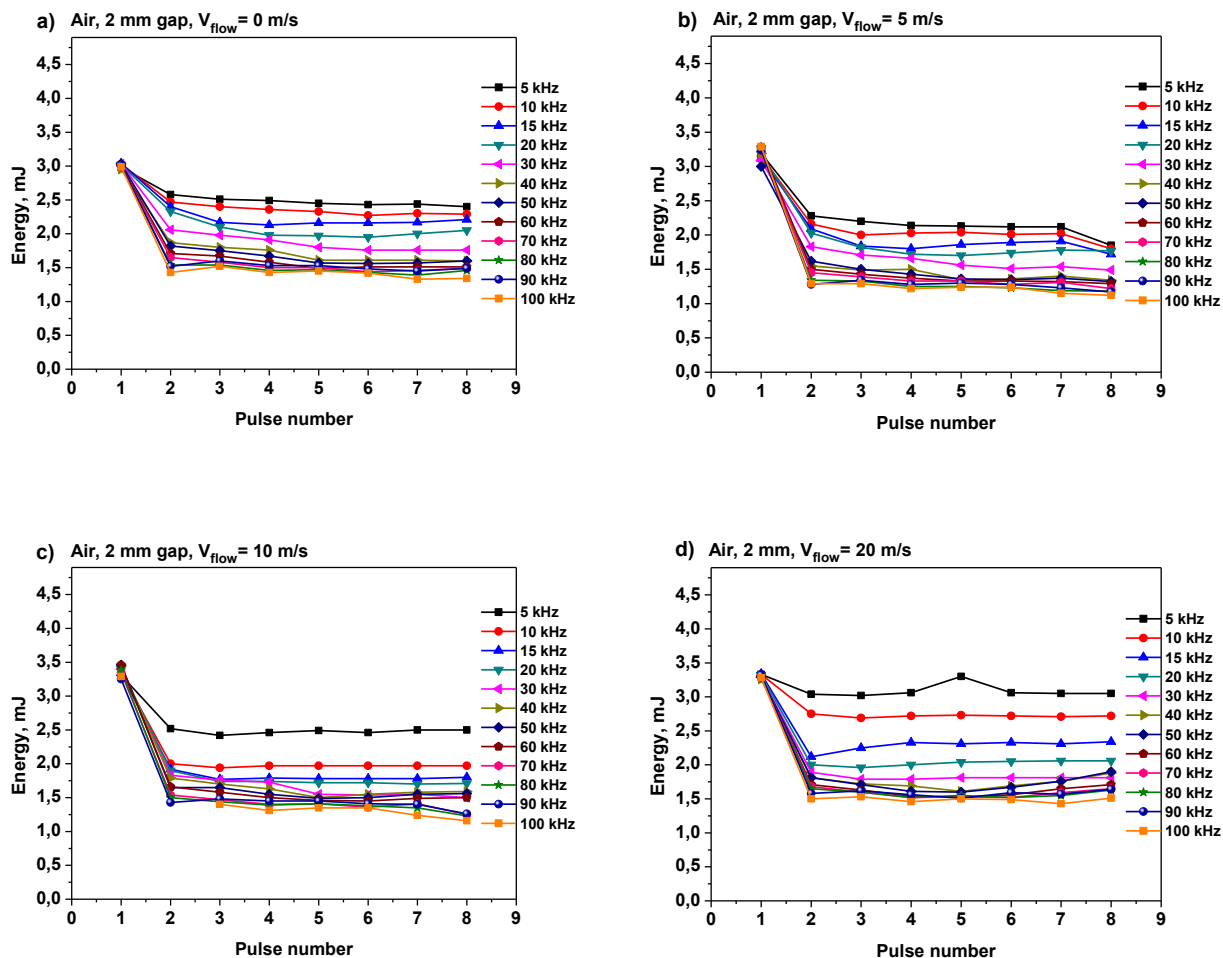 a) Air, 2 mm gap, Vflow= 0 m/s
4,5
4,0
3,5
3,0
2,5
2,0
1,5
1,0
0,5
0,0
Energy, mJ
0 1 2 3 4 5 6 7 8 9
Pulse number
5 kHz
10 kHz
15 kHz
20 kHz
30 kHz
40 kHz
50 kHz
60 kHz
70 kHz
80 kHz
90 kHz
100 kHz
b) Air, 2 mm gap, Vflow= 5 m/s
4,5
4,0
3,5
3,0
2,5
2,0
1,5
1,0
0,5
0,0
Energy, mJ
0 1 2 3 4 5 6 7 8 9
Pulse number
5 kHz
10 kHz
15 kHz
20 kHz
30 kHz
40 kHz
50 kHz
60 kHz
70 kHz
80 kHz
90 kHz
100 kHz
c) Air, 2 mm gap, Vflow= 10 m/s
4,5
4,0
3,5
3,0
2,5
2,0
1,5
1,0
0,5
0,0
Energy, mJ
0 1 2 3 4 5 6 7 8 9
Pulse number
5 kHz
10 kHz
15 kHz
20 kHz
30 kHz
40 kHz
50 kHz
60 kHz
70 kHz
80 kHz
90 kHz
100 kHz
d) Air, 2 mm, Vflow= 20 m/s
4,5
4,0
3,5
3,0
2,5
2,0
1,5
1,0
0,5
0,0
Energy, mJ
0 1 2 3 4 5 6 7 8 9
Pulse number
5 kHz
10 kHz
15 kHz
20 kHz
30 kHz
40 kHz
50 kHz
60 kHz
70 kHz
80 kHz
90 kHz
100 kHz